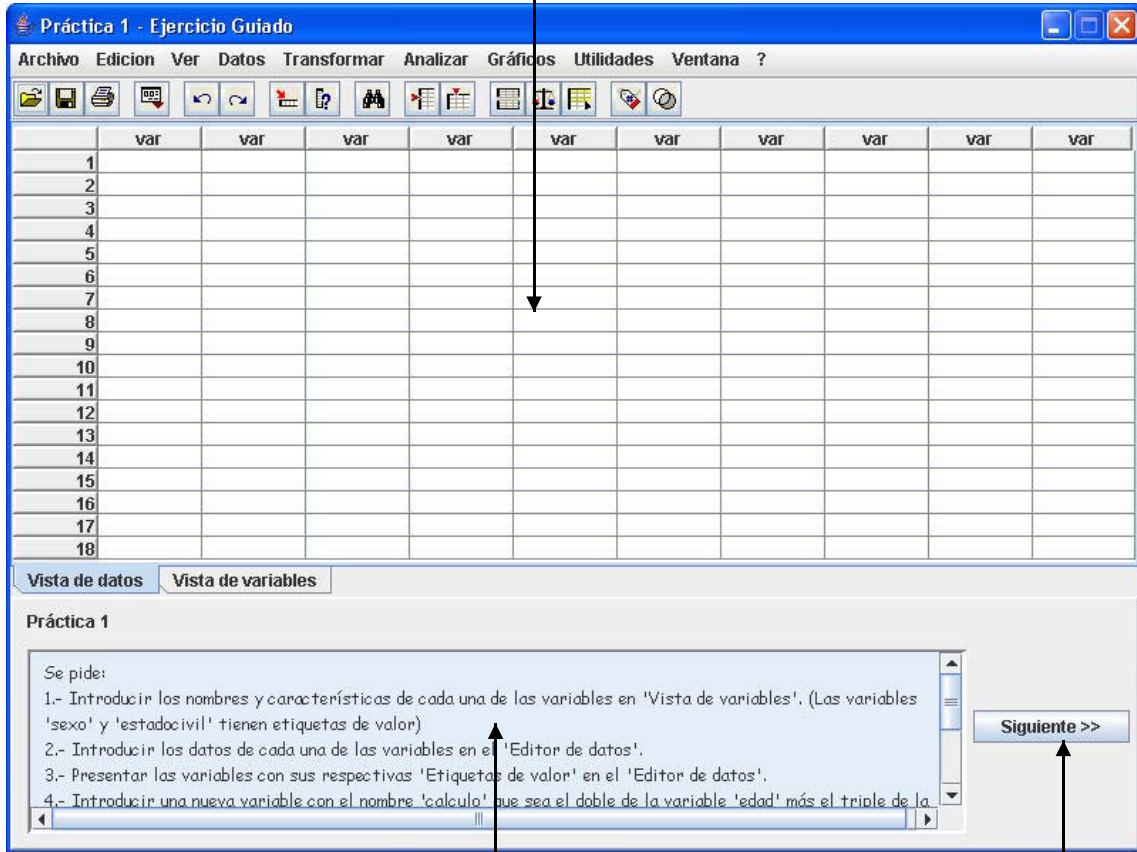 Práctica 1 - Ejercicio Guiado
Archivo Edicion Ver Datos Transformar Analizar Gráficos Utilidades Ventana ?
var var var var var var var var var var
1
2
3
4
5
6
7
8
9
10
11
12
13
14
15
16
17
18
Vista de datos Vista de variables
Práctica 1
Se pide:
1.- Introducir los nombres y características de cada una de las variables en 'Vista de variables'. (Las variables
'sexo' y 'estadocivil' tienen etiquetas de valor)
2.- Introducir los datos de cada una de las variables en el 'Editor de datos'.
3.- Presentar las variables con sus respectivas 'Etiquetas de valor' en el 'Editor de datos'.
4.- Introducir una nueva variable con el nombre 'calculo' que sea el doble de la variable 'edad' más el triple de la
Siguiente >>